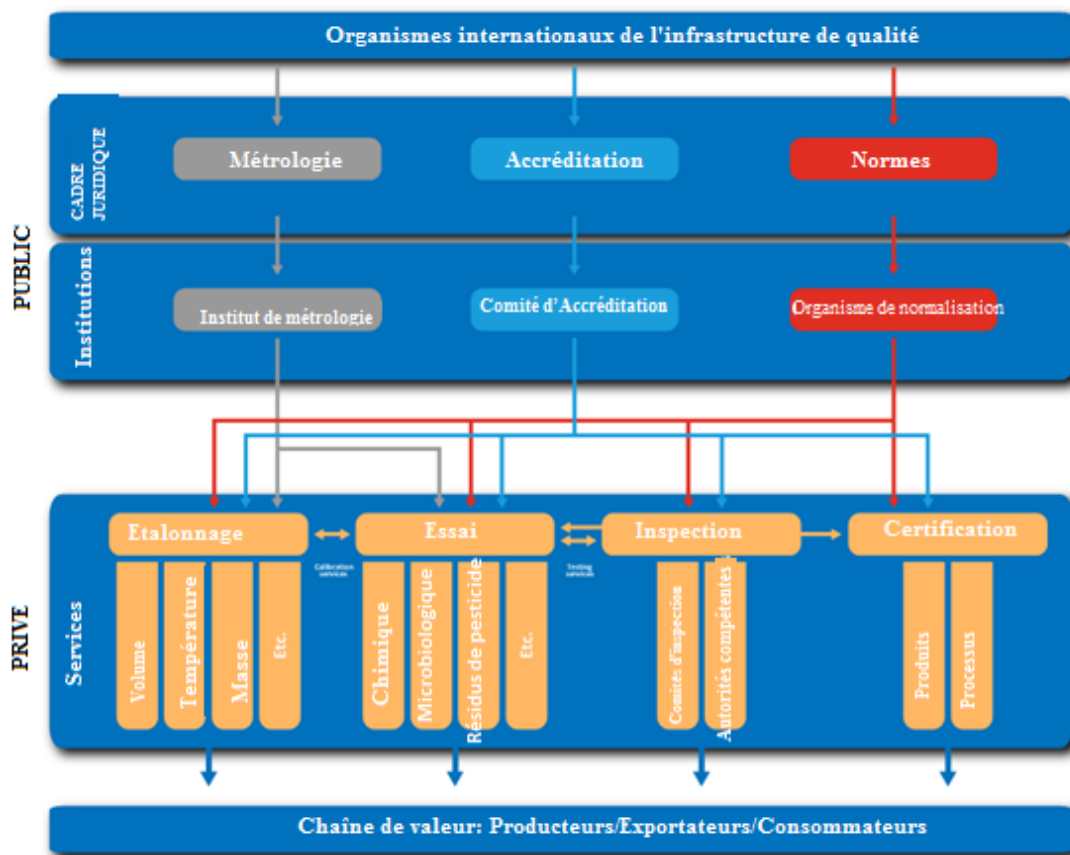 Organismes internationaux de l'infrastructure de qualité
PUBLIC
CADRE
JURIDIQUE
Métrologie
Accréditation
Normes
Institutions
Institut de métrologie
Comité d'Accréditation
Organisme de normalisation
PRIVE
Services
Etalonnage
Calibration
services
Essai
Testing
services
Inspection
Certification
Volume
Température
Masse
Etc.
Chimique
Microbiologique
Résidus de pesticide
Etc.
Comités d'inspection
Autorités compétentes
Produits
Processus
Chaîne de valeur: Producteurs/Exportateurs/Consommateurs